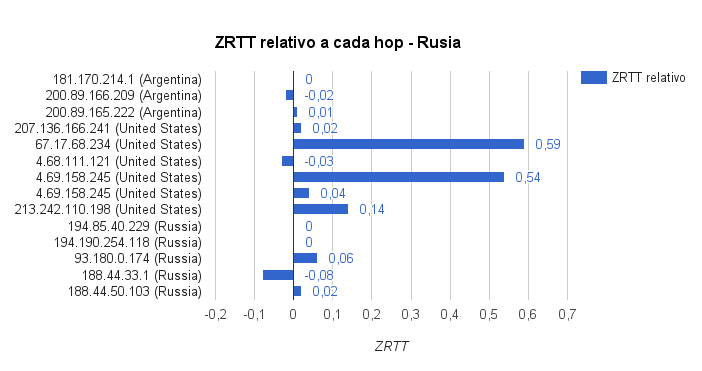 ZRTT relativo a cada hop - Rusia
ZRTT relativo
181.170.214.1 (Argentina) 0
200.89.166.209 (Argentina) -0,02
200.89.165.222 (Argentina) 0,01
207.136.166.241 (United States) 0,02
67.17.68.234 (United States) 0,59
4.68.111.121 (United States) -0,03
4.69.158.245 (United States) 0,54
4.69.158.245 (United States) 0,04
213.242.110.198 (United States) 0,14
194.85.40.229 (Russia) 0
194.190.254.118 (Russia) 0
93.180.0.174 (Russia) 0,06
188.44.33.1 (Russia) -0,08
188.44.50.103 (Russia) 0,02
-0,2 -0,1 0 0,1 0,2 0,3 0,4 0,5 0,6 0,7
ZRTT